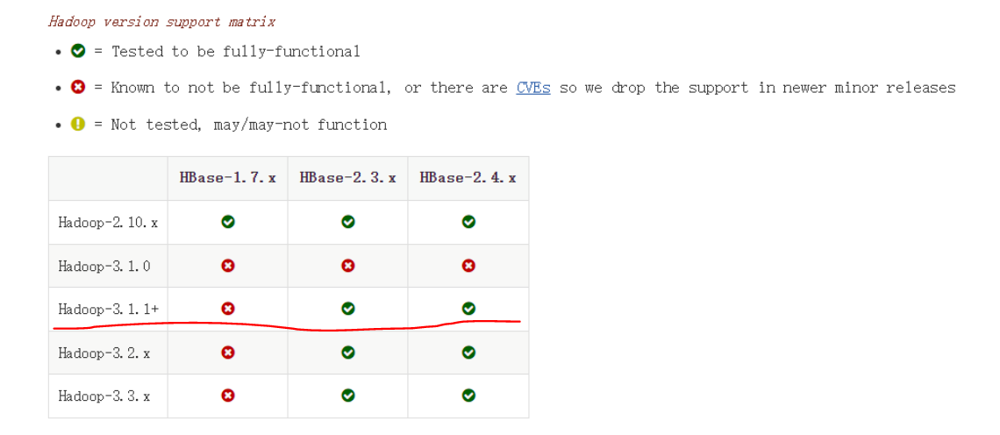 Hadoop version support matrix
= Tested to be fully-functional
= Known to not be fully-functional, or there are CVEs so we drop the support in newer minor releases
= Not tested, may/may-not function
HBase-1.7.x HBase-2.3.x HBase-2.4.x
Hadoop-2.10.x
Hadoop-3.1.0
Hadoop-3.1.1+
Hadoop-3.2.x
Hadoop-3.3.x